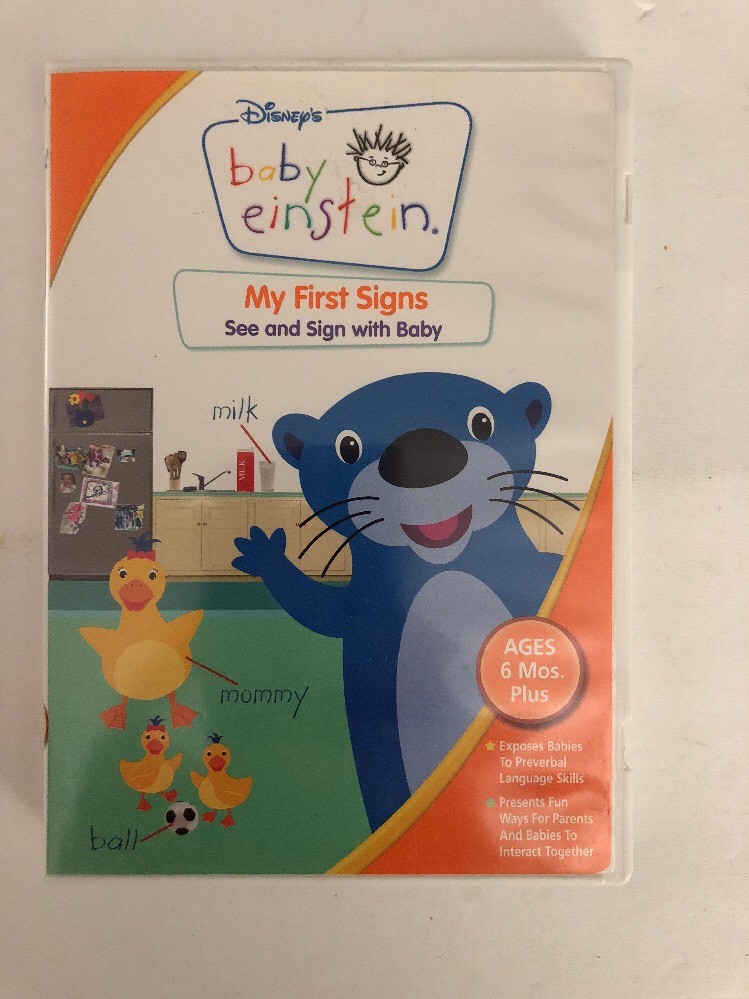 Disney's
baby
einstein.
My First Signs
See and Sign with Baby
milk
MILK
mommy
ball
AGES
6 Mos.
Plus
Exposes Babies
To Preverbal
Language Skills
Presents Fun
Ways For Parents
And Babies To
Interact Together